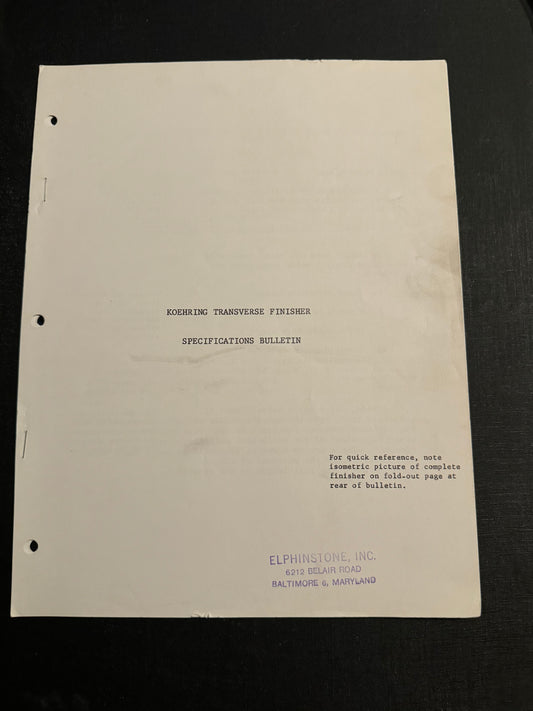 KOEHRING TRANSVERSE FINISHER
SPECIFICATIONS BULLETIN
For quick reference, note
isometric picture of complete
finisher on fold-out page at
rear of bulletin.
ELPHINSTONE, INC.
6212 BELAIR ROAD
BALTIMORE 6, MARYLAND